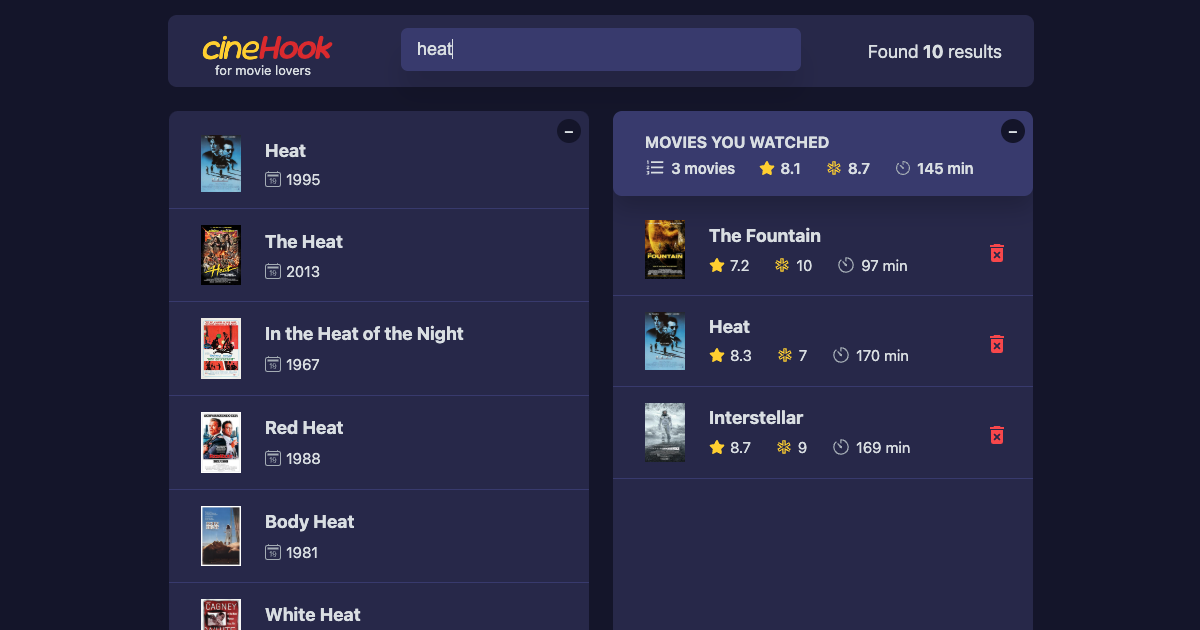 cineHook
for movie lovers
heat
Found 10 results
Heat
1995
The Heat
2013
In the Heat of the Night
1967
Red Heat
1988
Body Heat
1981
CAGNEY
White Heat
MOVIES YOU WATCHED
3 movies 8.1 8.7 145 min
FOUNTAIN
The Fountain
7.2 10 97 min
Heat
8.3 7 170 min
Interstellar
8.7 9 169 min